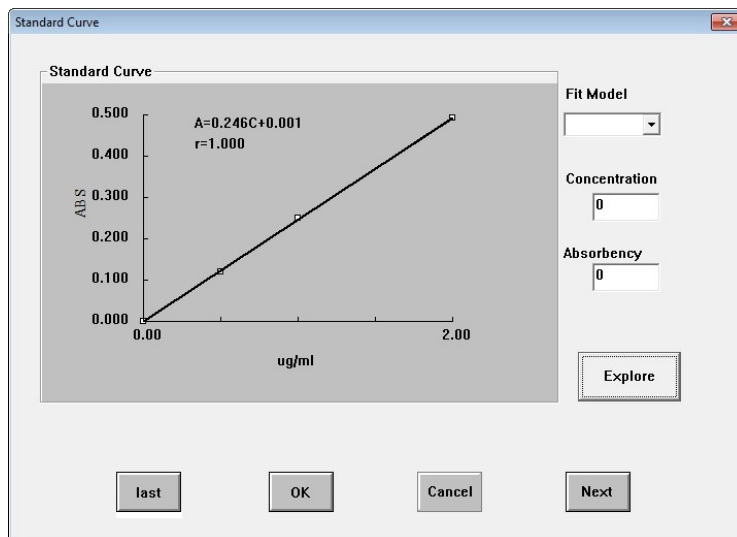 Standard Curve
Standard Curve
A=0.246C+0.001
r=1.000
0.500
0.400
0.300
0.200
0.100
0.000
ABS
0.00
2.00
ug/ml
Fit Model
Concentration
0
Absorbency
0
Explore
last
OK
Cancel
Next